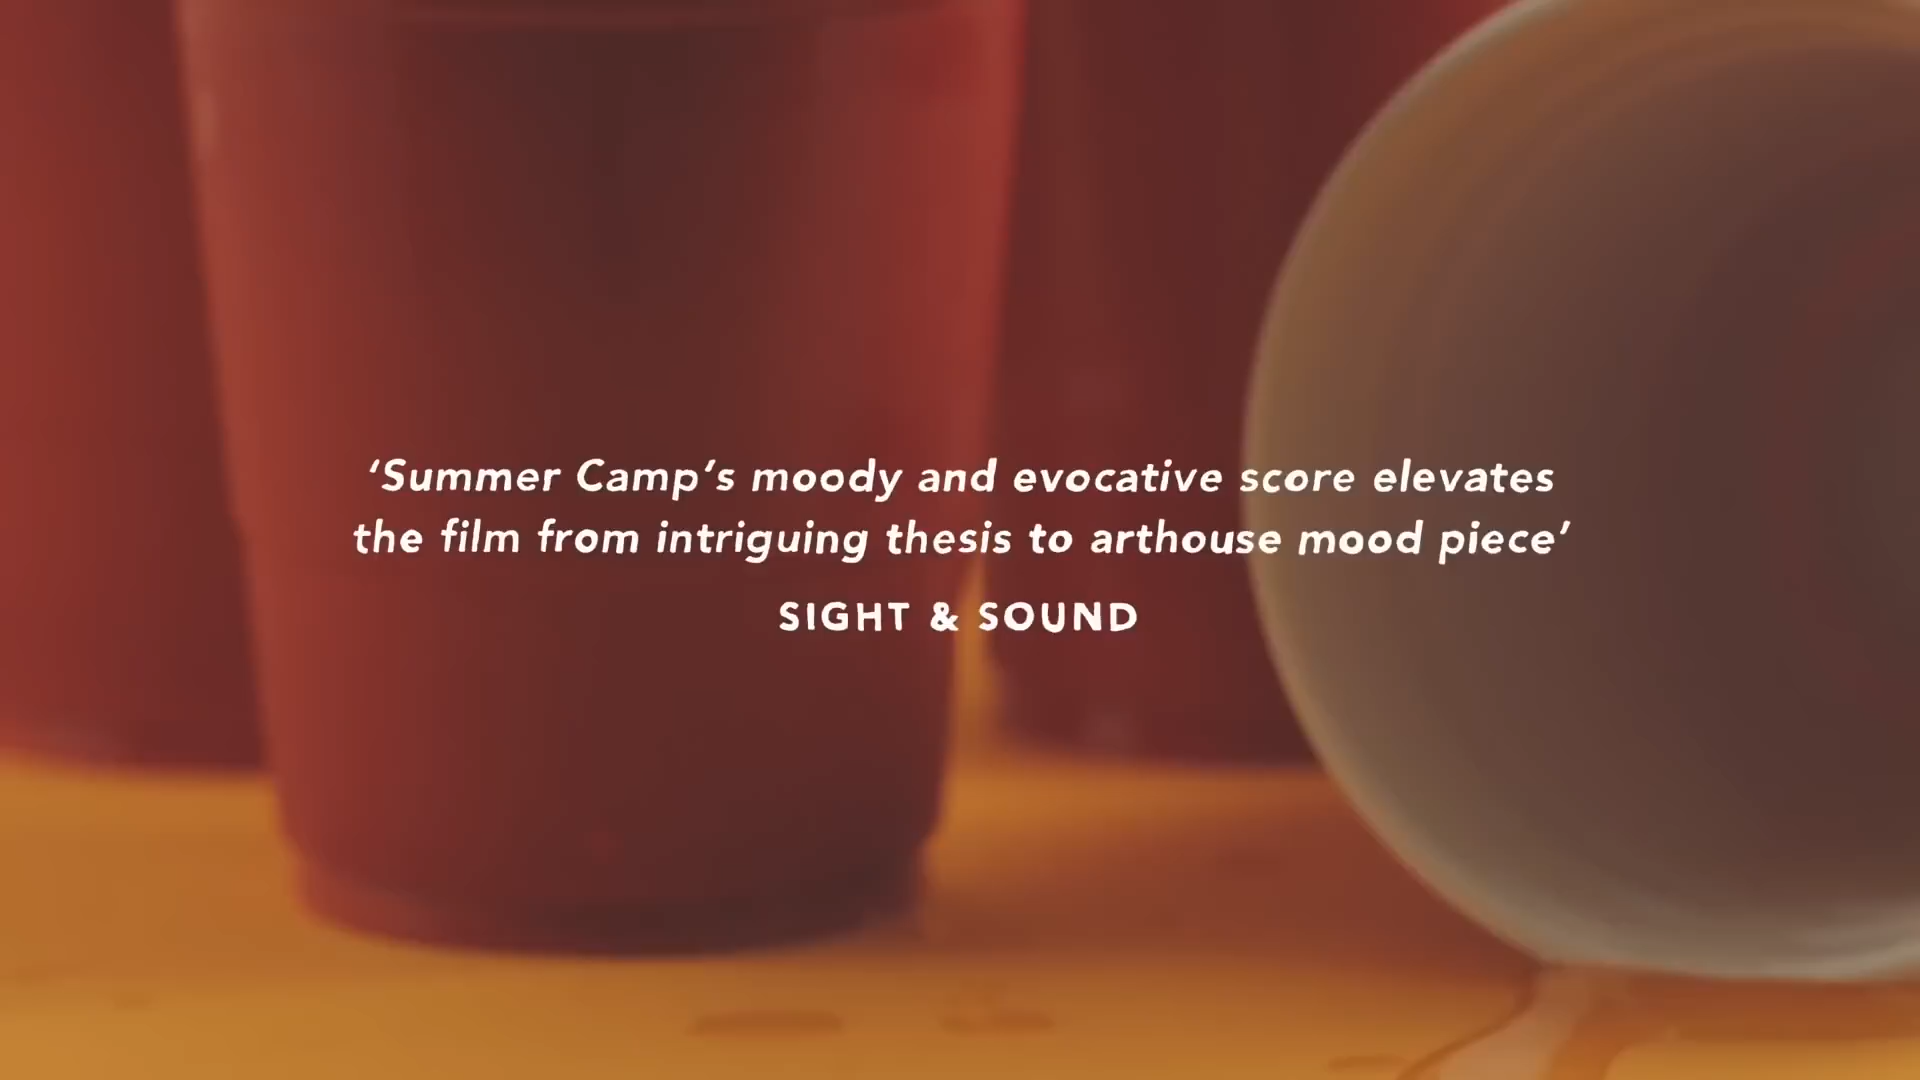 ‘Summer Camp’s moody and evocative score elevates
the film from intriguing thesis to arthouse mood piece’
SIGHT & SOUND